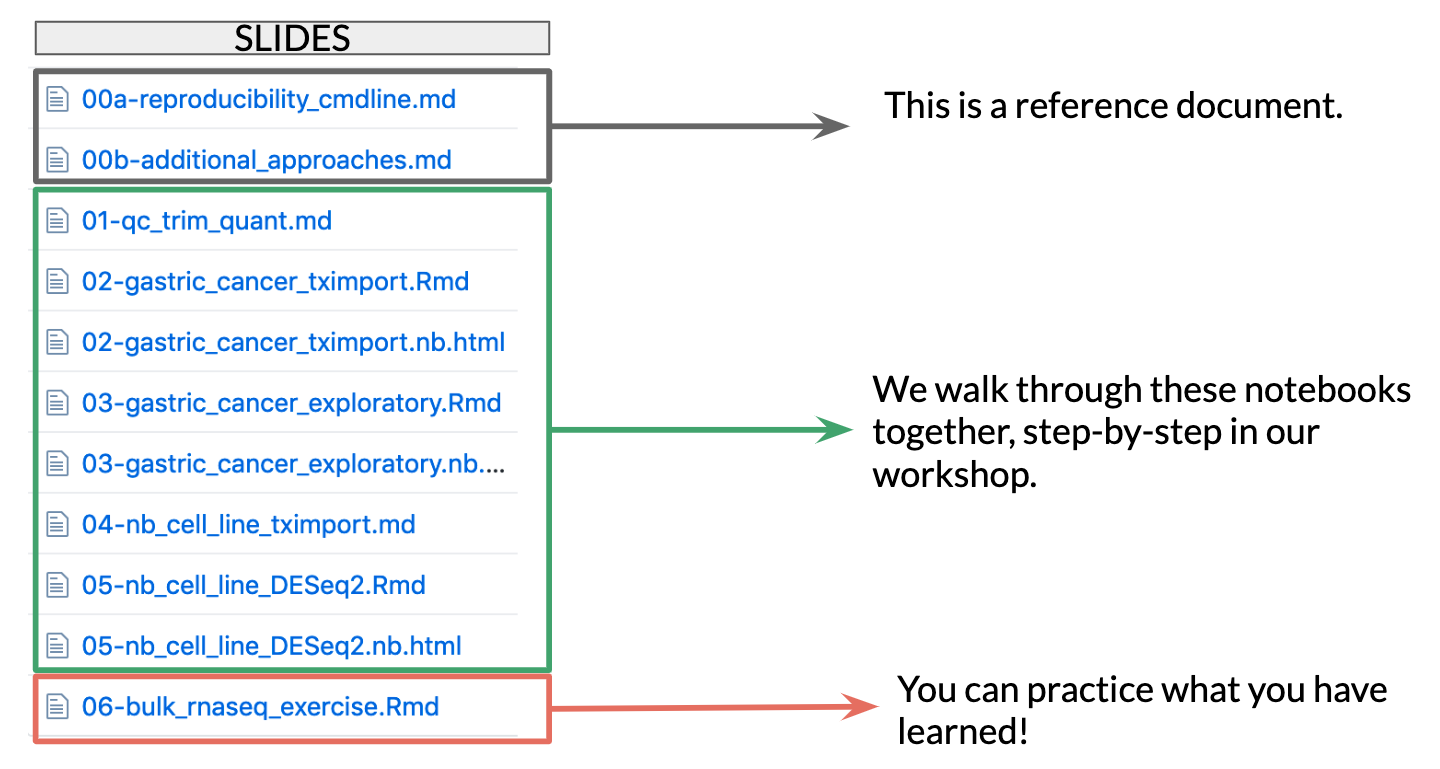 SLIDES
00a-reproducibility_cmdline.md
This is a reference document.
00b-additional_approaches.md
01-qc_trim_quant.md
02-gastric_cancer_tximport.Rmd
02-gastric_cancer_tximport.nb.html
03-gastric_cancer_exploratory.Rmd
03-gastric_cancer_exploratory.nb....
04-nb_cell_line_tximport.md
05-nb_cell_line_DESeq2.Rmd
05-nb_cell_line_DESeq2.nb.html
We walk through these notebooks
together, step-by-step in our
workshop.
06-bulk_rnaseq_exercise.Rmd
You can practice what you have
learned!